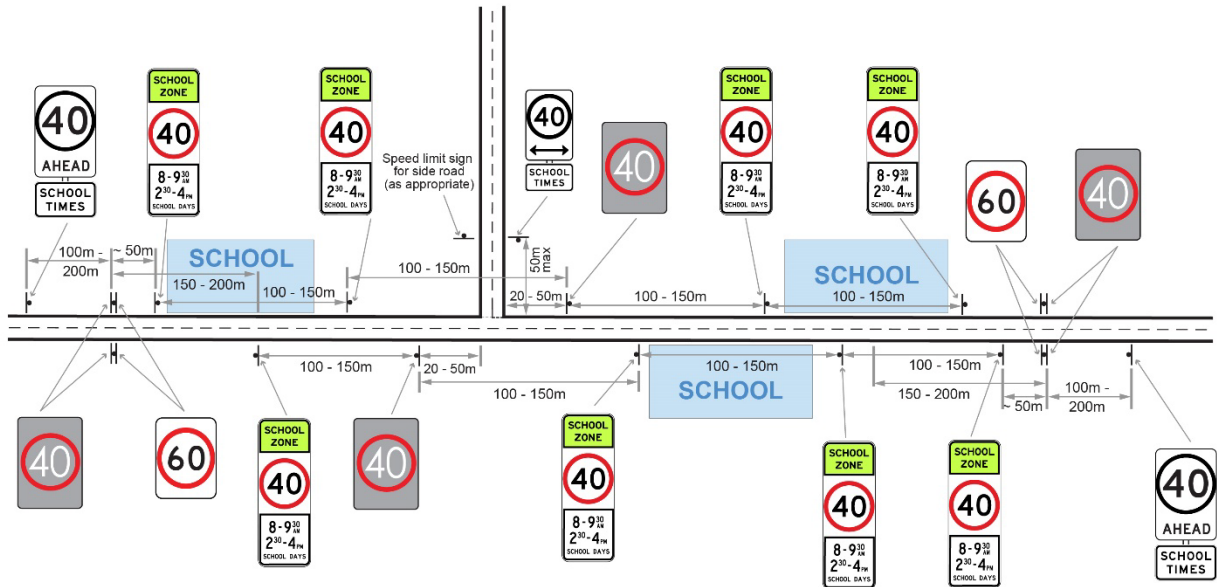 40
AHEAD
SCHOOL
TIMES
SCHOOL
ZONE
40
8-9³⁰ AM
2³⁰-4 PM
SCHOOL DAYS
SCHOOL
ZONE
40
8-9³⁰ AM
2³⁰-4 PM
SCHOOL DAYS
Speed limit sign
for side road
(as appropriate)
40
SCHOOL
TIMES
40
SCHOOL
ZONE
40
8-9³⁰ AM
2³⁰-4 PM
SCHOOL DAYS
SCHOOL
ZONE
40
8-9³⁰ AM
2³⁰-4 PM
SCHOOL DAYS
60
40
100m -
200m
~ 50m
SCHOOL
150 - 200m
100 - 150m
100 - 150m
50m
max
20 - 50m
100 - 150m
SCHOOL
100 - 150m
100 - 150m
20 - 50m
100 - 150m
100 - 150m
SCHOOL
100 - 150m
150 - 200m
~ 50m
100m -
200m
40
60
SCHOOL
ZONE
40
8-9³⁰ AM
2³⁰-4 PM
SCHOOL DAYS
40
SCHOOL
ZONE
40
8-9³⁰ AM
2³⁰-4 PM
SCHOOL DAYS
SCHOOL
ZONE
40
8-9³⁰ AM
2³⁰-4 PM
SCHOOL DAYS
SCHOOL
ZONE
40
8-9³⁰ AM
2³⁰-4 PM
SCHOOL DAYS
40
AHEAD
SCHOOL
TIMES